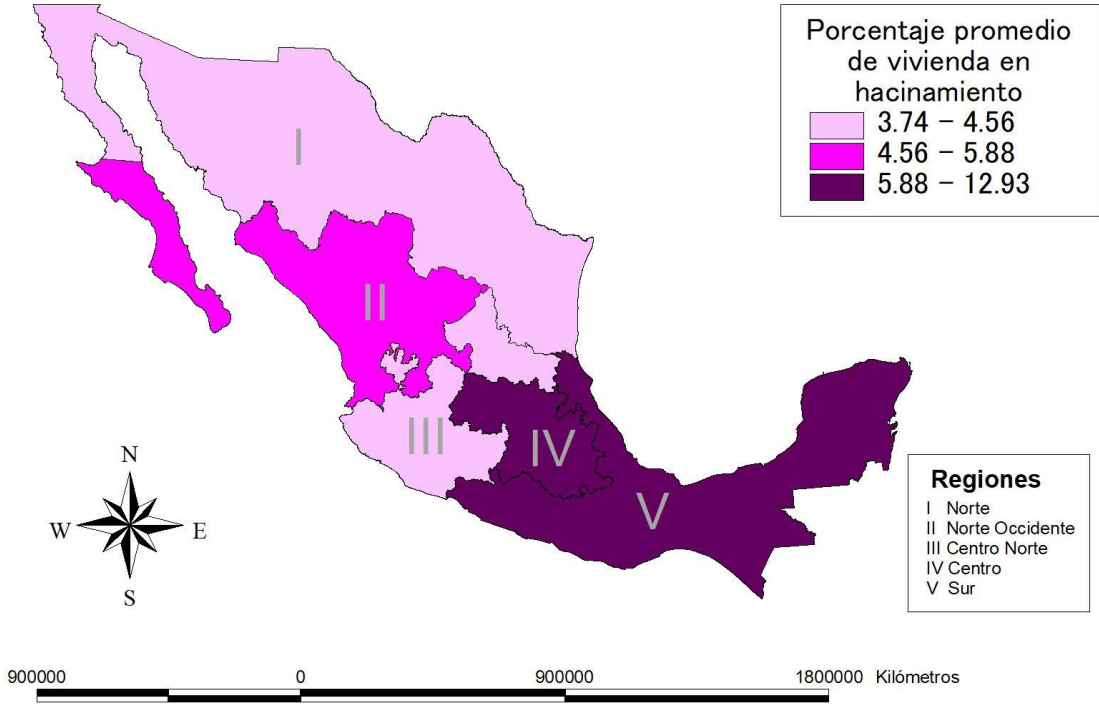 Porcentaje promedio
de vivienda en
hacinamiento
3.74 - 4.56
4.56 - 5.88
5.88 - 12.93
I
II
III
IV
V
N
W
E
S
Regiones
I Norte
II Norte Occidente
III Centro Norte
IV Centro
V Sur
900000 0 900000 1800000 Kilómetros